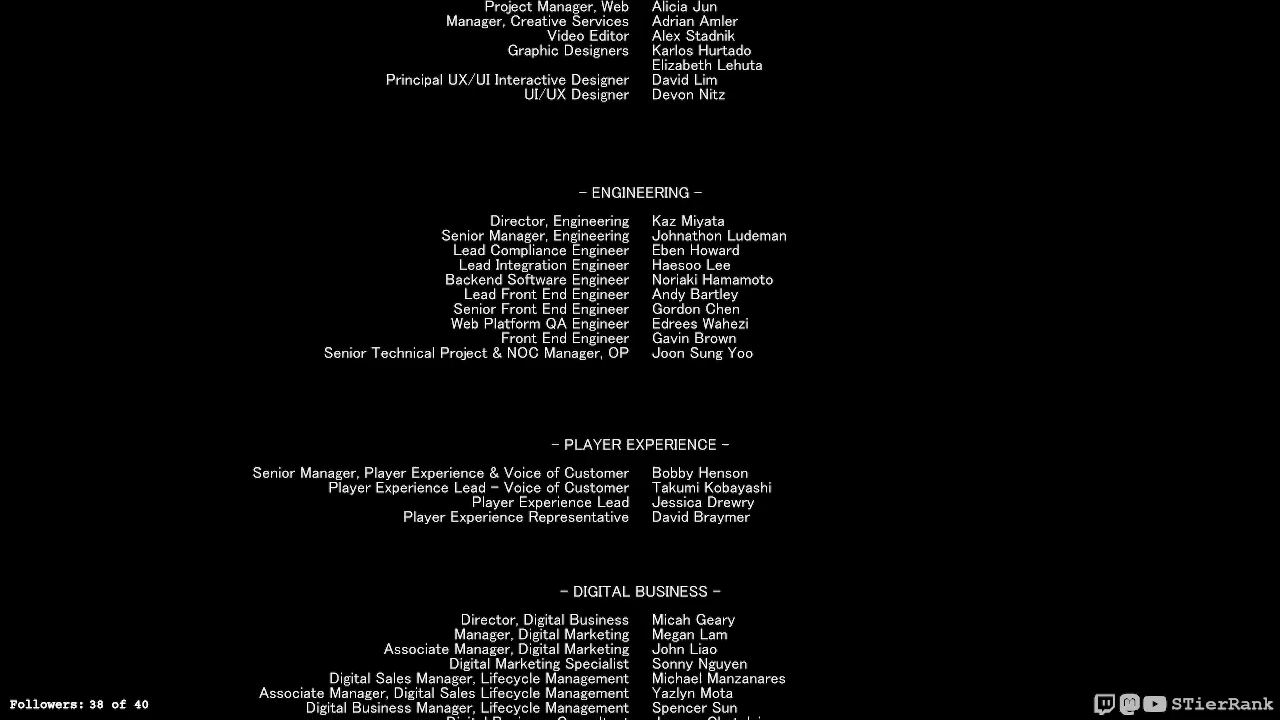 Project Manager, Web Alicia Jun
Manager, Creative Services Adrian Amler
Video Editor Alex Stadnik
Graphic Designers Karlos Hurtado
Elizabeth Lehuta
Principal UX/UI Interactive Designer David Lim
UI/UX Designer Devon Nitz
- ENGINEERING -
Director, Engineering Kaz Miyata
Senior Manager, Engineering Johnathon Ludeman
Lead Compliance Engineer Eben Howard
Lead Integration Engineer Haesoo Lee
Backend Software Engineer Noriaki Hamamoto
Lead Front End Engineer Andy Bartley
Senior Front End Engineer Gordon Chen
Web Platform QA Engineer Edrees Wahezi
Front End Engineer Gavin Brown
Senior Technical Project & NOC Manager, OP Joon Sung Yoo
- PLAYER EXPERIENCE -
Senior Manager, Player Experience & Voice of Customer Bobby Henson
Player Experience Lead - Voice of Customer Takumi Kobayashi
Player Experience Lead Jessica Drewry
Player Experience Representative David Braymer
- DIGITAL BUSINESS -
Director, Digital Business Micah Geary
Manager, Digital Marketing Megan Lam
Associate Manager, Digital Marketing John Liao
Digital Marketing Specialist Sonny Nguyen
Digital Sales Manager, Lifecycle Management Michael Manzanares
Associate Manager, Digital Sales Lifecycle Management Yazlyn Mota
Digital Business Manager, Lifecycle Management Spencer Sun
Followers: 38 of 40
STierRank